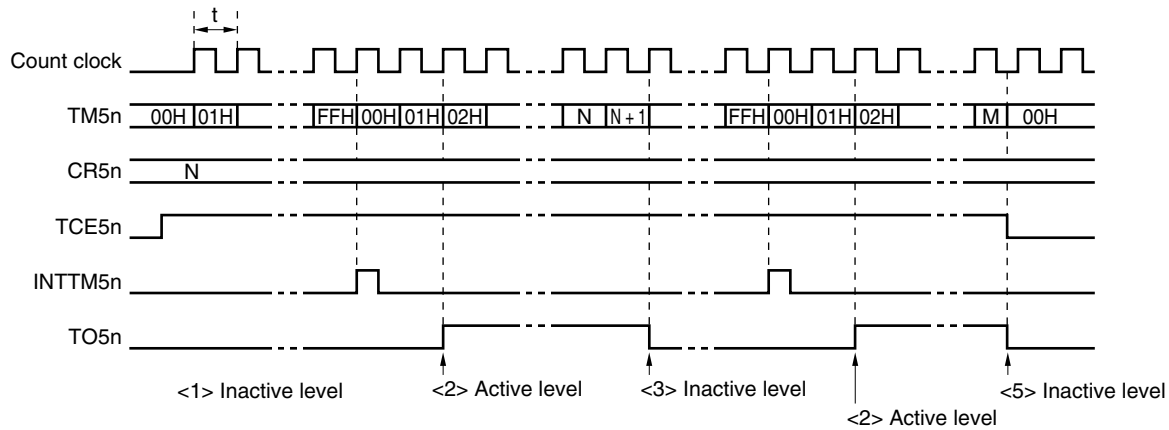 t
Count clock
TM5n 00H 01H FFH 00H 01H 02H N N + 1 FFH 00H 01H 02H M 00H
CR5n N
TCE5n
INTTM5n
TO5n
<1> Inactive level <2> Active level <3> Inactive level <5> Inactive level
<2> Active level